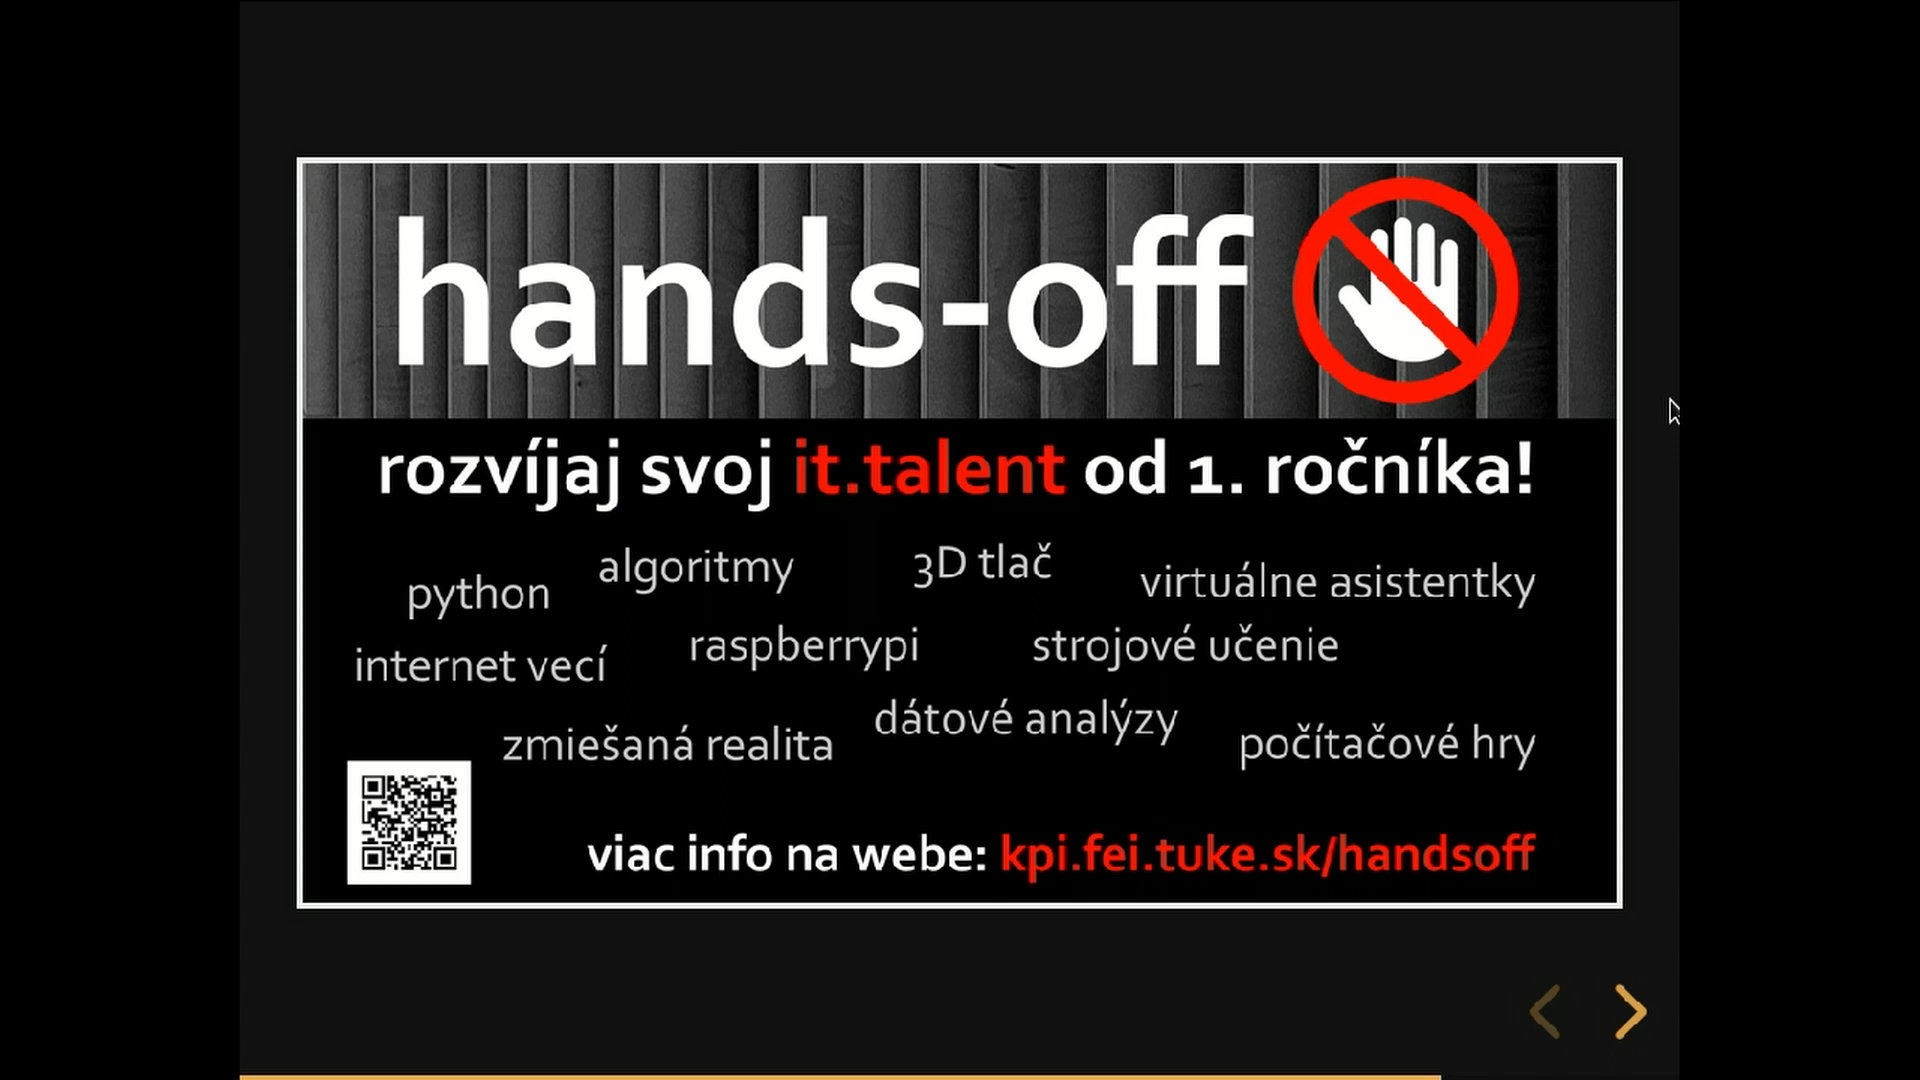 hands-off
rozvíjaj svoj it.talent od 1. ročníka!
python
algoritmy
3D tlač
virtuálne asistentky
internet vecí
raspberrypi
strojové učenie
zmiešaná realita
dátové analýzy
počítačové hry
viac info na webe: kpi.fei.tuke.sk/handsoff